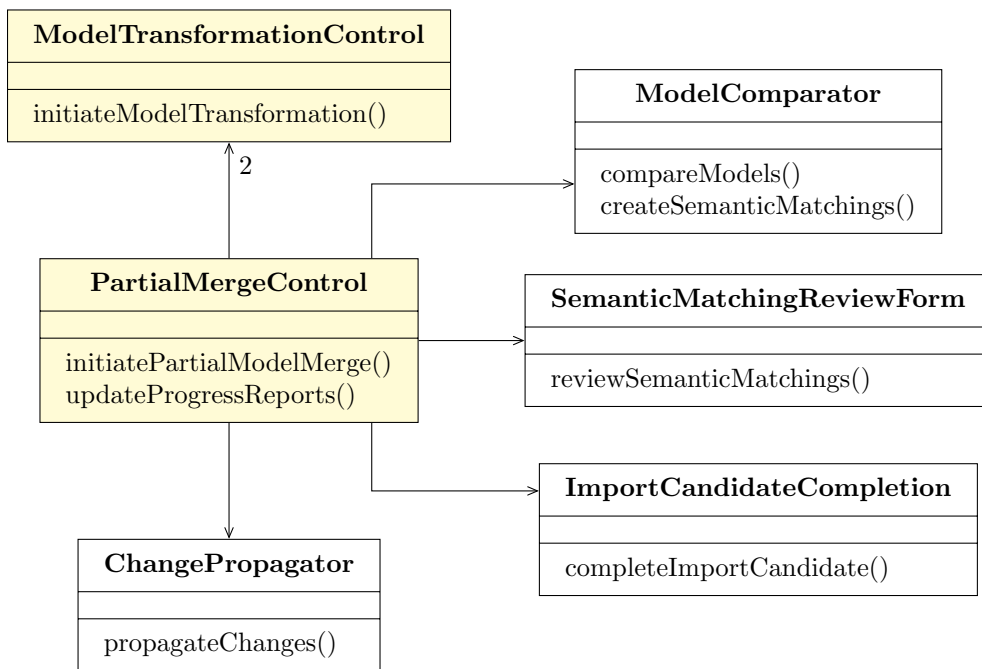 ModelTransformationControl
initiateModelTransformation()
2
ModelComparator
compareModels()
createSemanticMatchings()
PartialMergeControl
initiatePartialModelMerge()
updateProgressReports()
SemanticMatchingReviewForm
reviewSemanticMatchings()
ImportCandidateCompletion
completeImportCandidate()
ChangePropagator
propagateChanges()